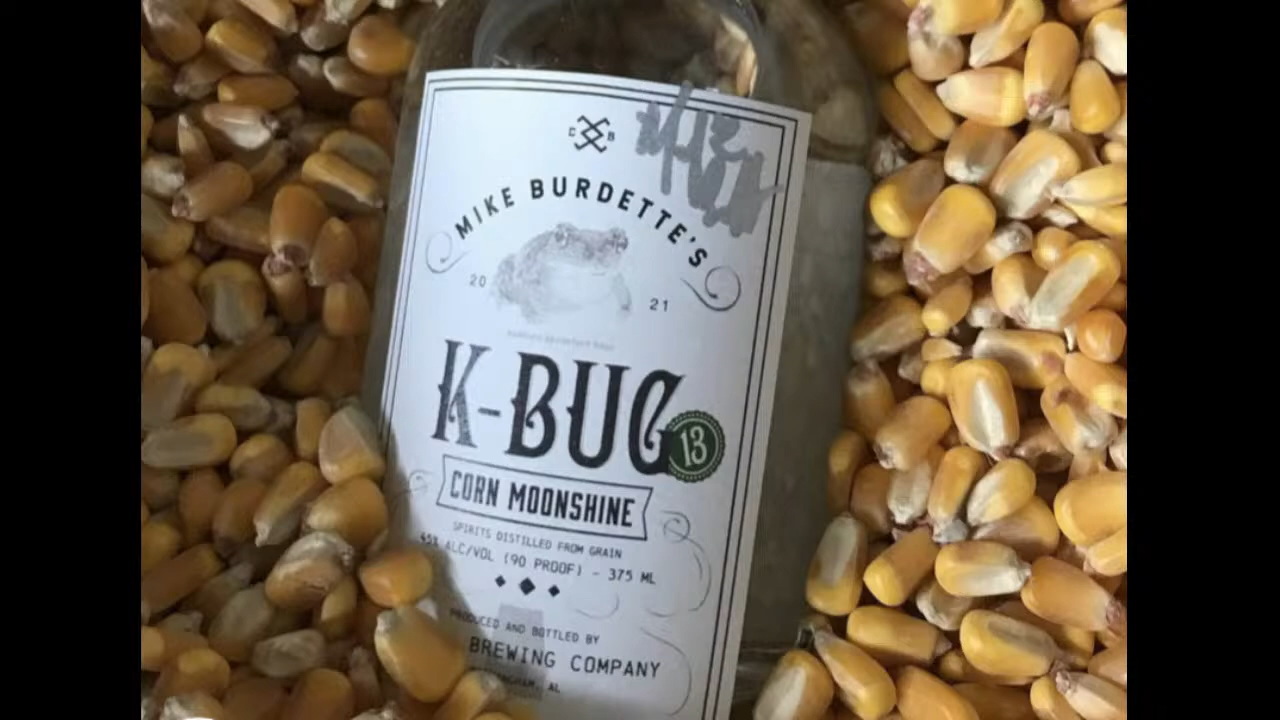 C B
MIKE BURDETTE'S
20 21
K-BUG
13
CORN MOONSHINE
SPIRITS DISTILLED FROM GRAIN
45% ALC/VOL (90 PROOF) - 375 ML
PRODUCED AND BOTTLED BY
BREWING COMPANY
AL